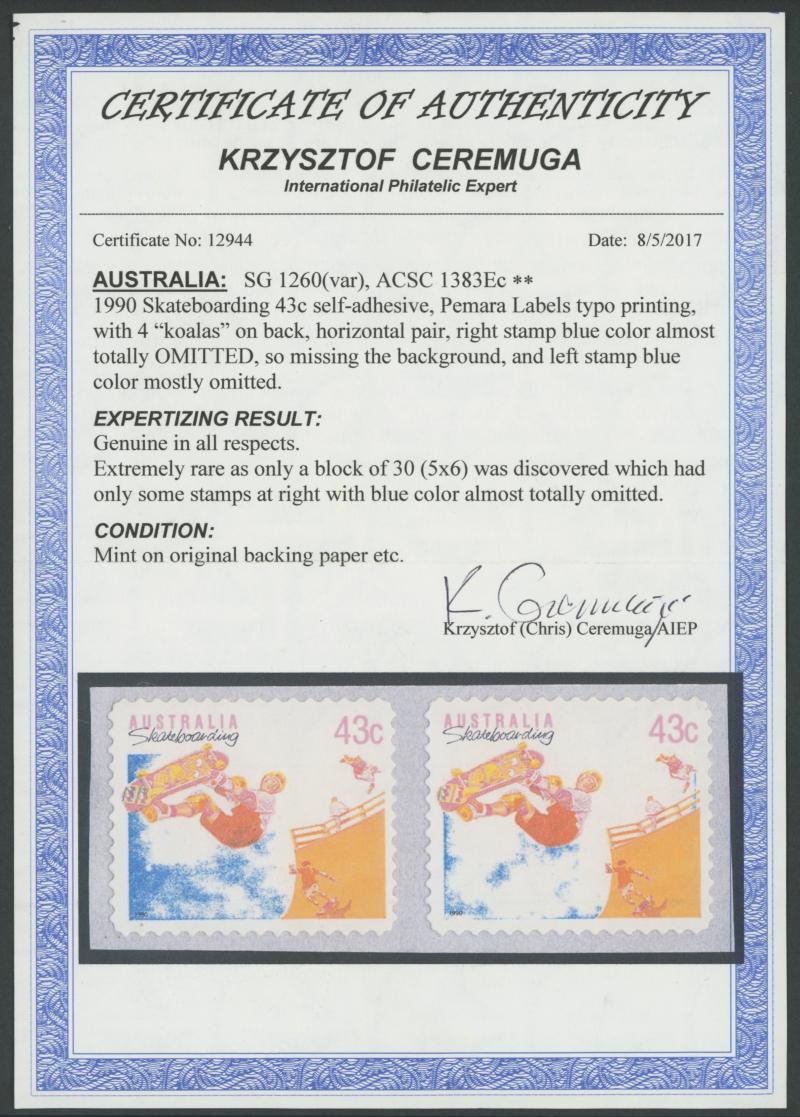 CERTIFICATE OF AUTHENTICITY
KRZYSZTOF CEREMUGA
International Philatelic Expert
Certificate No: 12944 Date: 8/5/2017
AUSTRALIA: SG 1260(var), ACSC 1383Ec **
1990 Skateboarding 43c self-adhesive, Pemara Labels typo printing,
with 4 “koalas” on back, horizontal pair, right stamp blue color almost
totally OMITTED, so missing the background, and left stamp blue
color mostly omitted.
EXPERTIZING RESULT:
Genuine in all respects.
Extremely rare as only a block of 30 (5x6) was discovered which had
only some stamps at right with blue color almost totally omitted.
CONDITION:
Mint on original backing paper etc.
K. Ceremuga
Krzysztof (Chris) Ceremuga AIEP
AUSTRALIA
Skateboarding
43c
1990
AUSTRALIA
Skateboarding
43c
1990